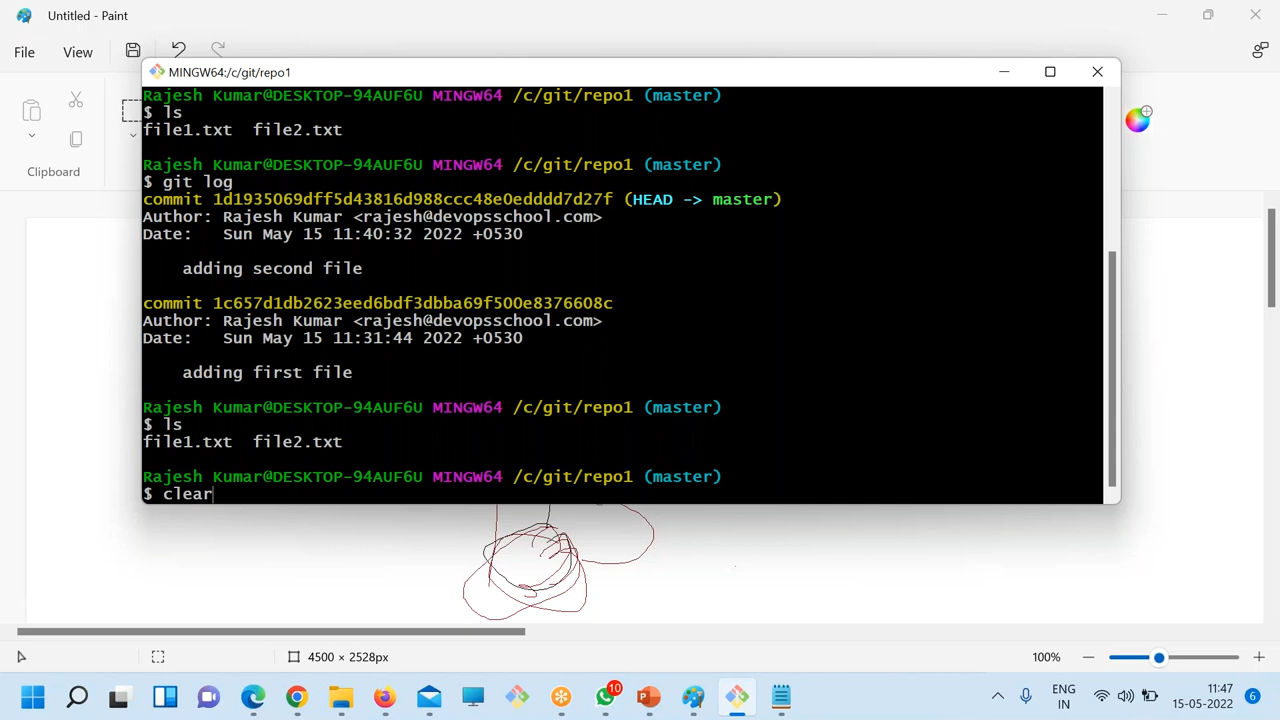 Untitled - Paint
File View
MINGW64:/c/git/repo1
Clipboard
Rajesh Kumar@DESKTOP-94AUF6U MINGW64 /c/git/repo1 (master)
$ ls
file1.txt file2.txt
Rajesh Kumar@DESKTOP-94AUF6U MINGW64 /c/git/repo1 (master)
$ git log
commit 1d1935069dff5d43816d988ccc48e0edddd7d27f (HEAD -> master)
Author: Rajesh Kumar <rajesh@devopsschool.com>
Date: Sun May 15 11:40:32 2022 +0530
adding second file
commit 1c657d1db2623eed6bdf3dbba69f500e8376608c
Author: Rajesh Kumar <rajesh@devopsschool.com>
Date: Sun May 15 11:31:44 2022 +0530
adding first file
Rajesh Kumar@DESKTOP-94AUF6U MINGW64 /c/git/repo1 (master)
$ ls
file1.txt file2.txt
Rajesh Kumar@DESKTOP-94AUF6U MINGW64 /c/git/repo1 (master)
$ clear
4500 × 2528px
100%
10
ENG
IN
11:47
15-05-2022
6